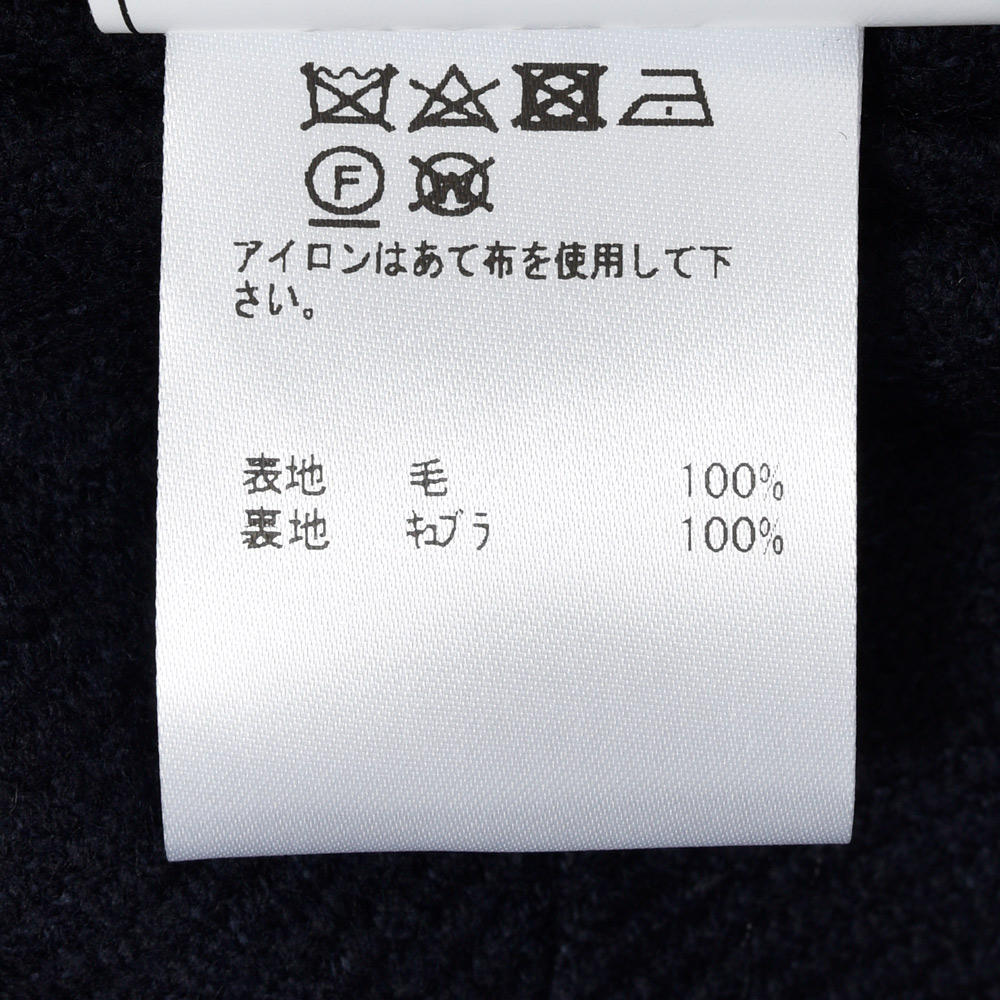 F W
アイロンはあて布を使用して下
さい。
表地 毛 100%
裏地 ｷｭﾌﾟﾗ 100%